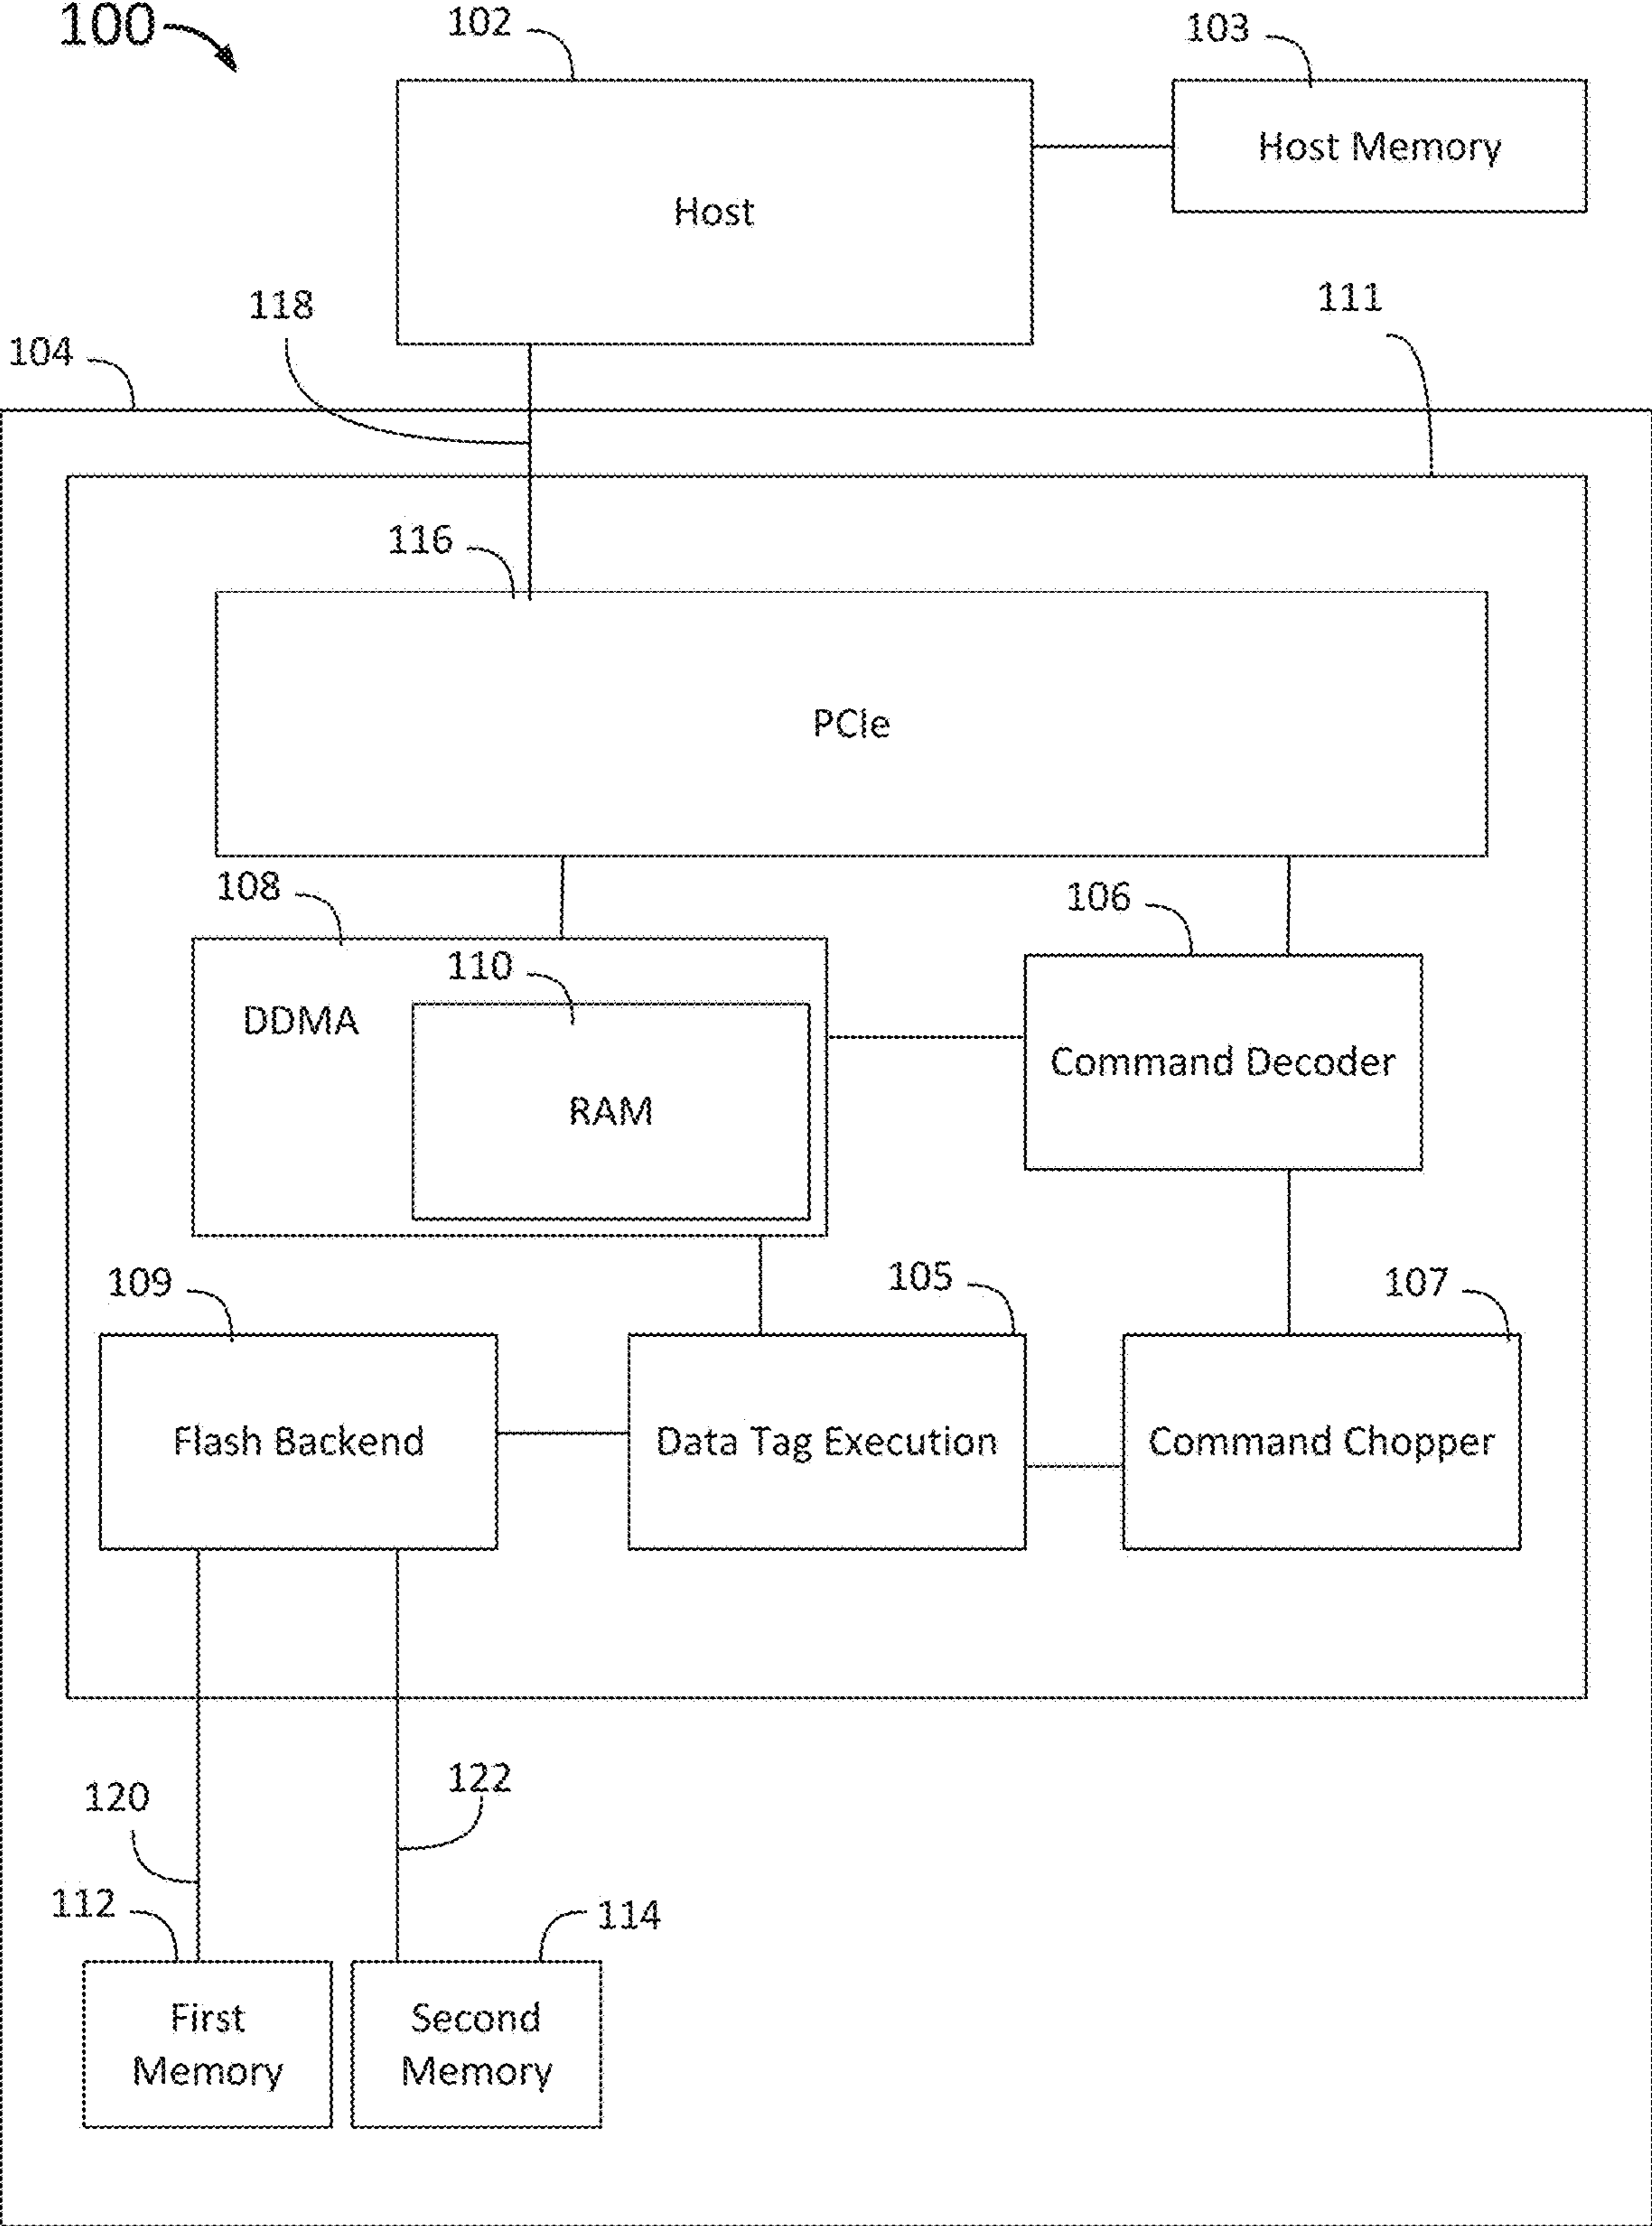 100
102
103
Host Memory
Host
118
111
104
116
PCIe
108
106
110
DDMA
Command Decoder
RAM
109
105
107
Flash Backend
Data Tag Execution
Command Chopper
120
122
112
114
First
Memory
Second
Memory